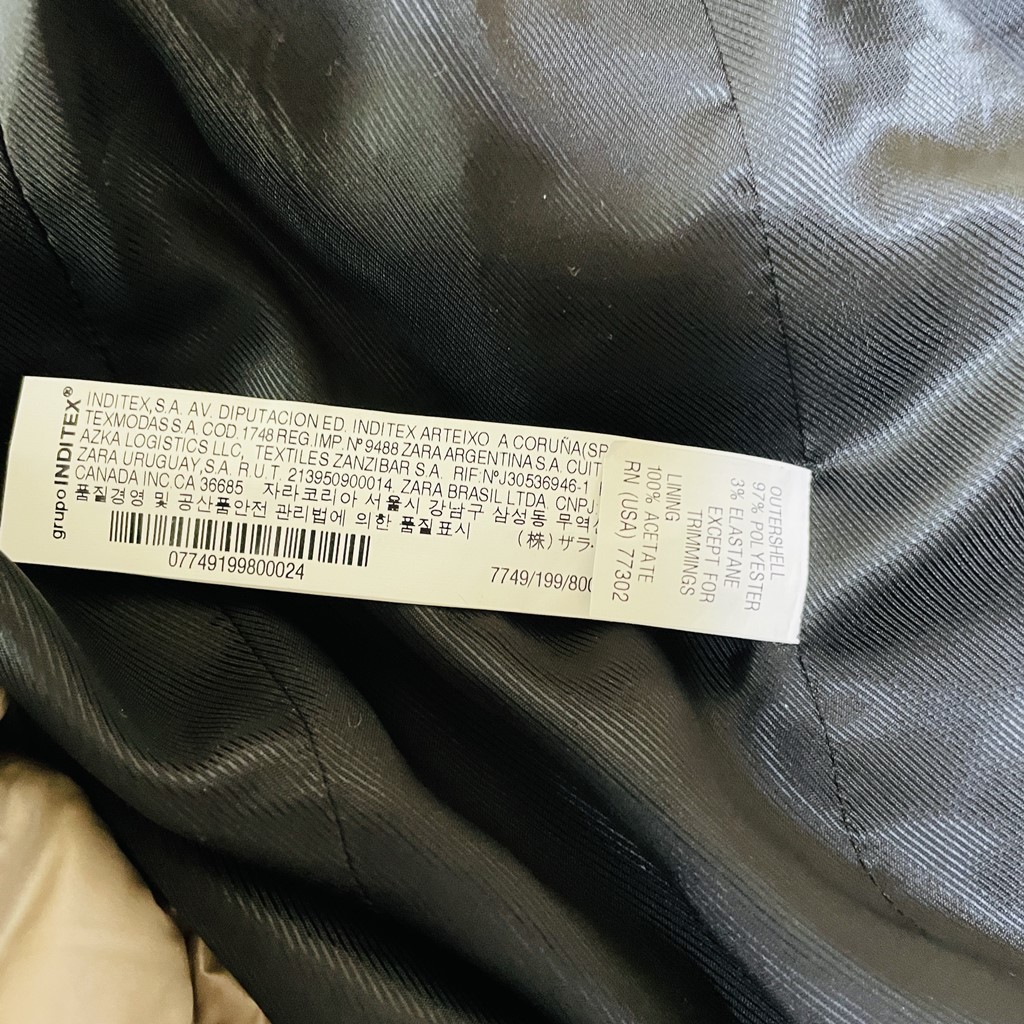 grupo INDITEX®
INDITEX,S.A. AV. DIPUTACION ED. INDITEX ARTEIXO A CORUÑA(SP
TEXMODAS S.A. COD. 1748 REG.IMP. Nº 9488 ZARA ARGENTINA S.A. CUIT
AZKA LOGISTICS LLC, TEXTILES ZANZIBAR S.A. RIF: NºJ30536946-1
ZARA URUGUAY,S.A. R.U.T. 213950900014, ZARA BRASIL LTDA. CNPJ
CANADA INC.CA 36685 자라코리아 서울시 강남구 삼성동 무역
품질경영 및 공산품안전 관리법에 의한 품질표시 (株)ザラ
07749199800024
7749/199/800
OUTERSHELL
97% POLYESTER
3% ELASTANE
EXCEPT FOR
TRIMMINGS
LINING
100% ACETATE
RN (USA) 77302